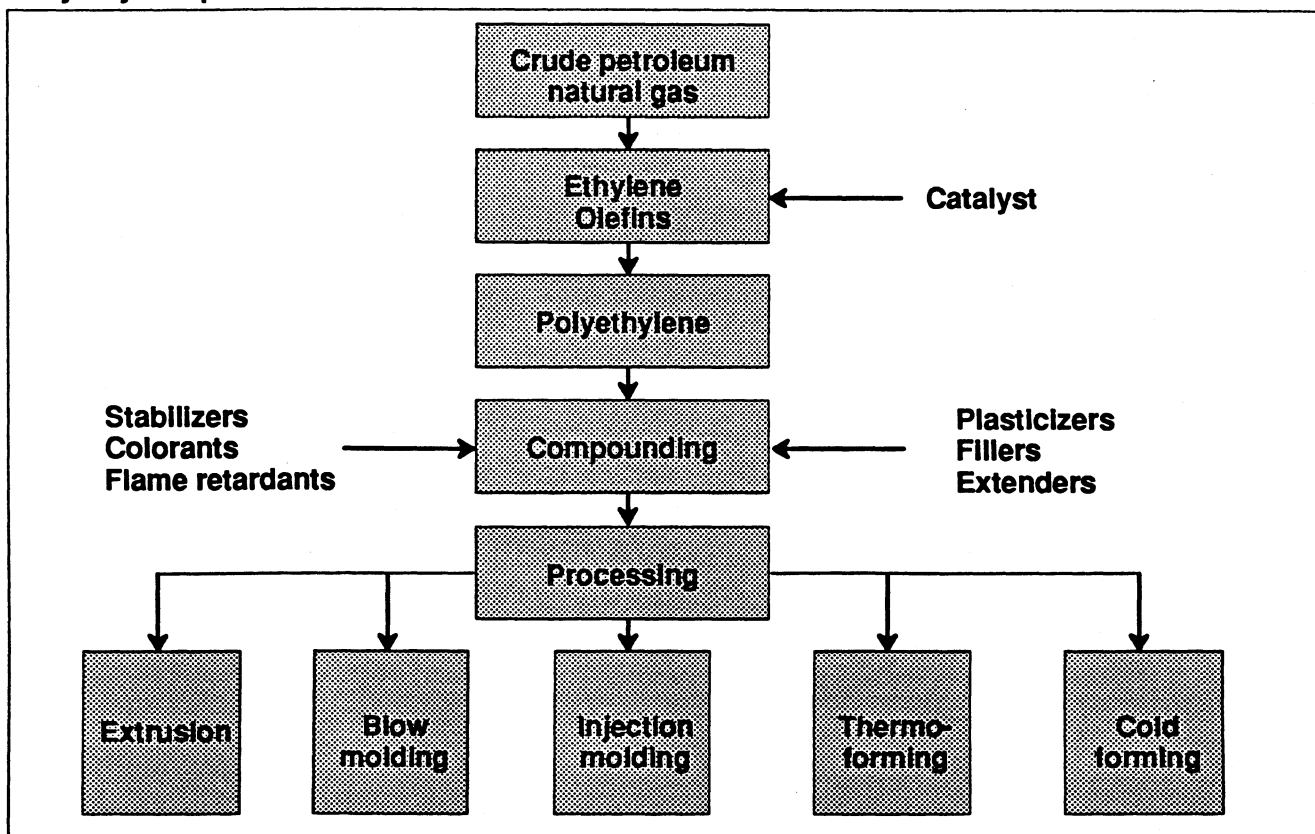 Crude petroleum
natural gas
Ethylene
Olefins
Catalyst
Polyethylene
Stabilizers
Colorants
Flame retardants
Compounding
Plasticizers
Fillers
Extenders
Processing
Extrusion
Blow
molding
Injection
molding
Thermo-
forming
Cold
forming